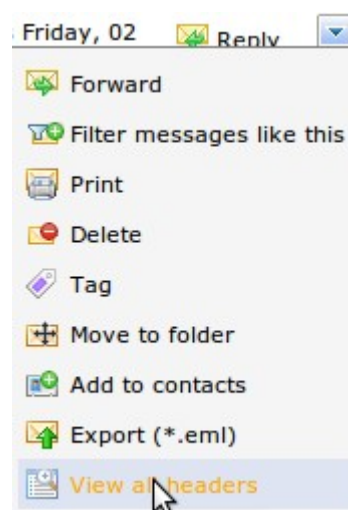 Friday, 02 Reply
Forward
Filter messages like this
Print
Delete
Tag
Move to folder
Add to contacts
Export (*.eml)
View all headers